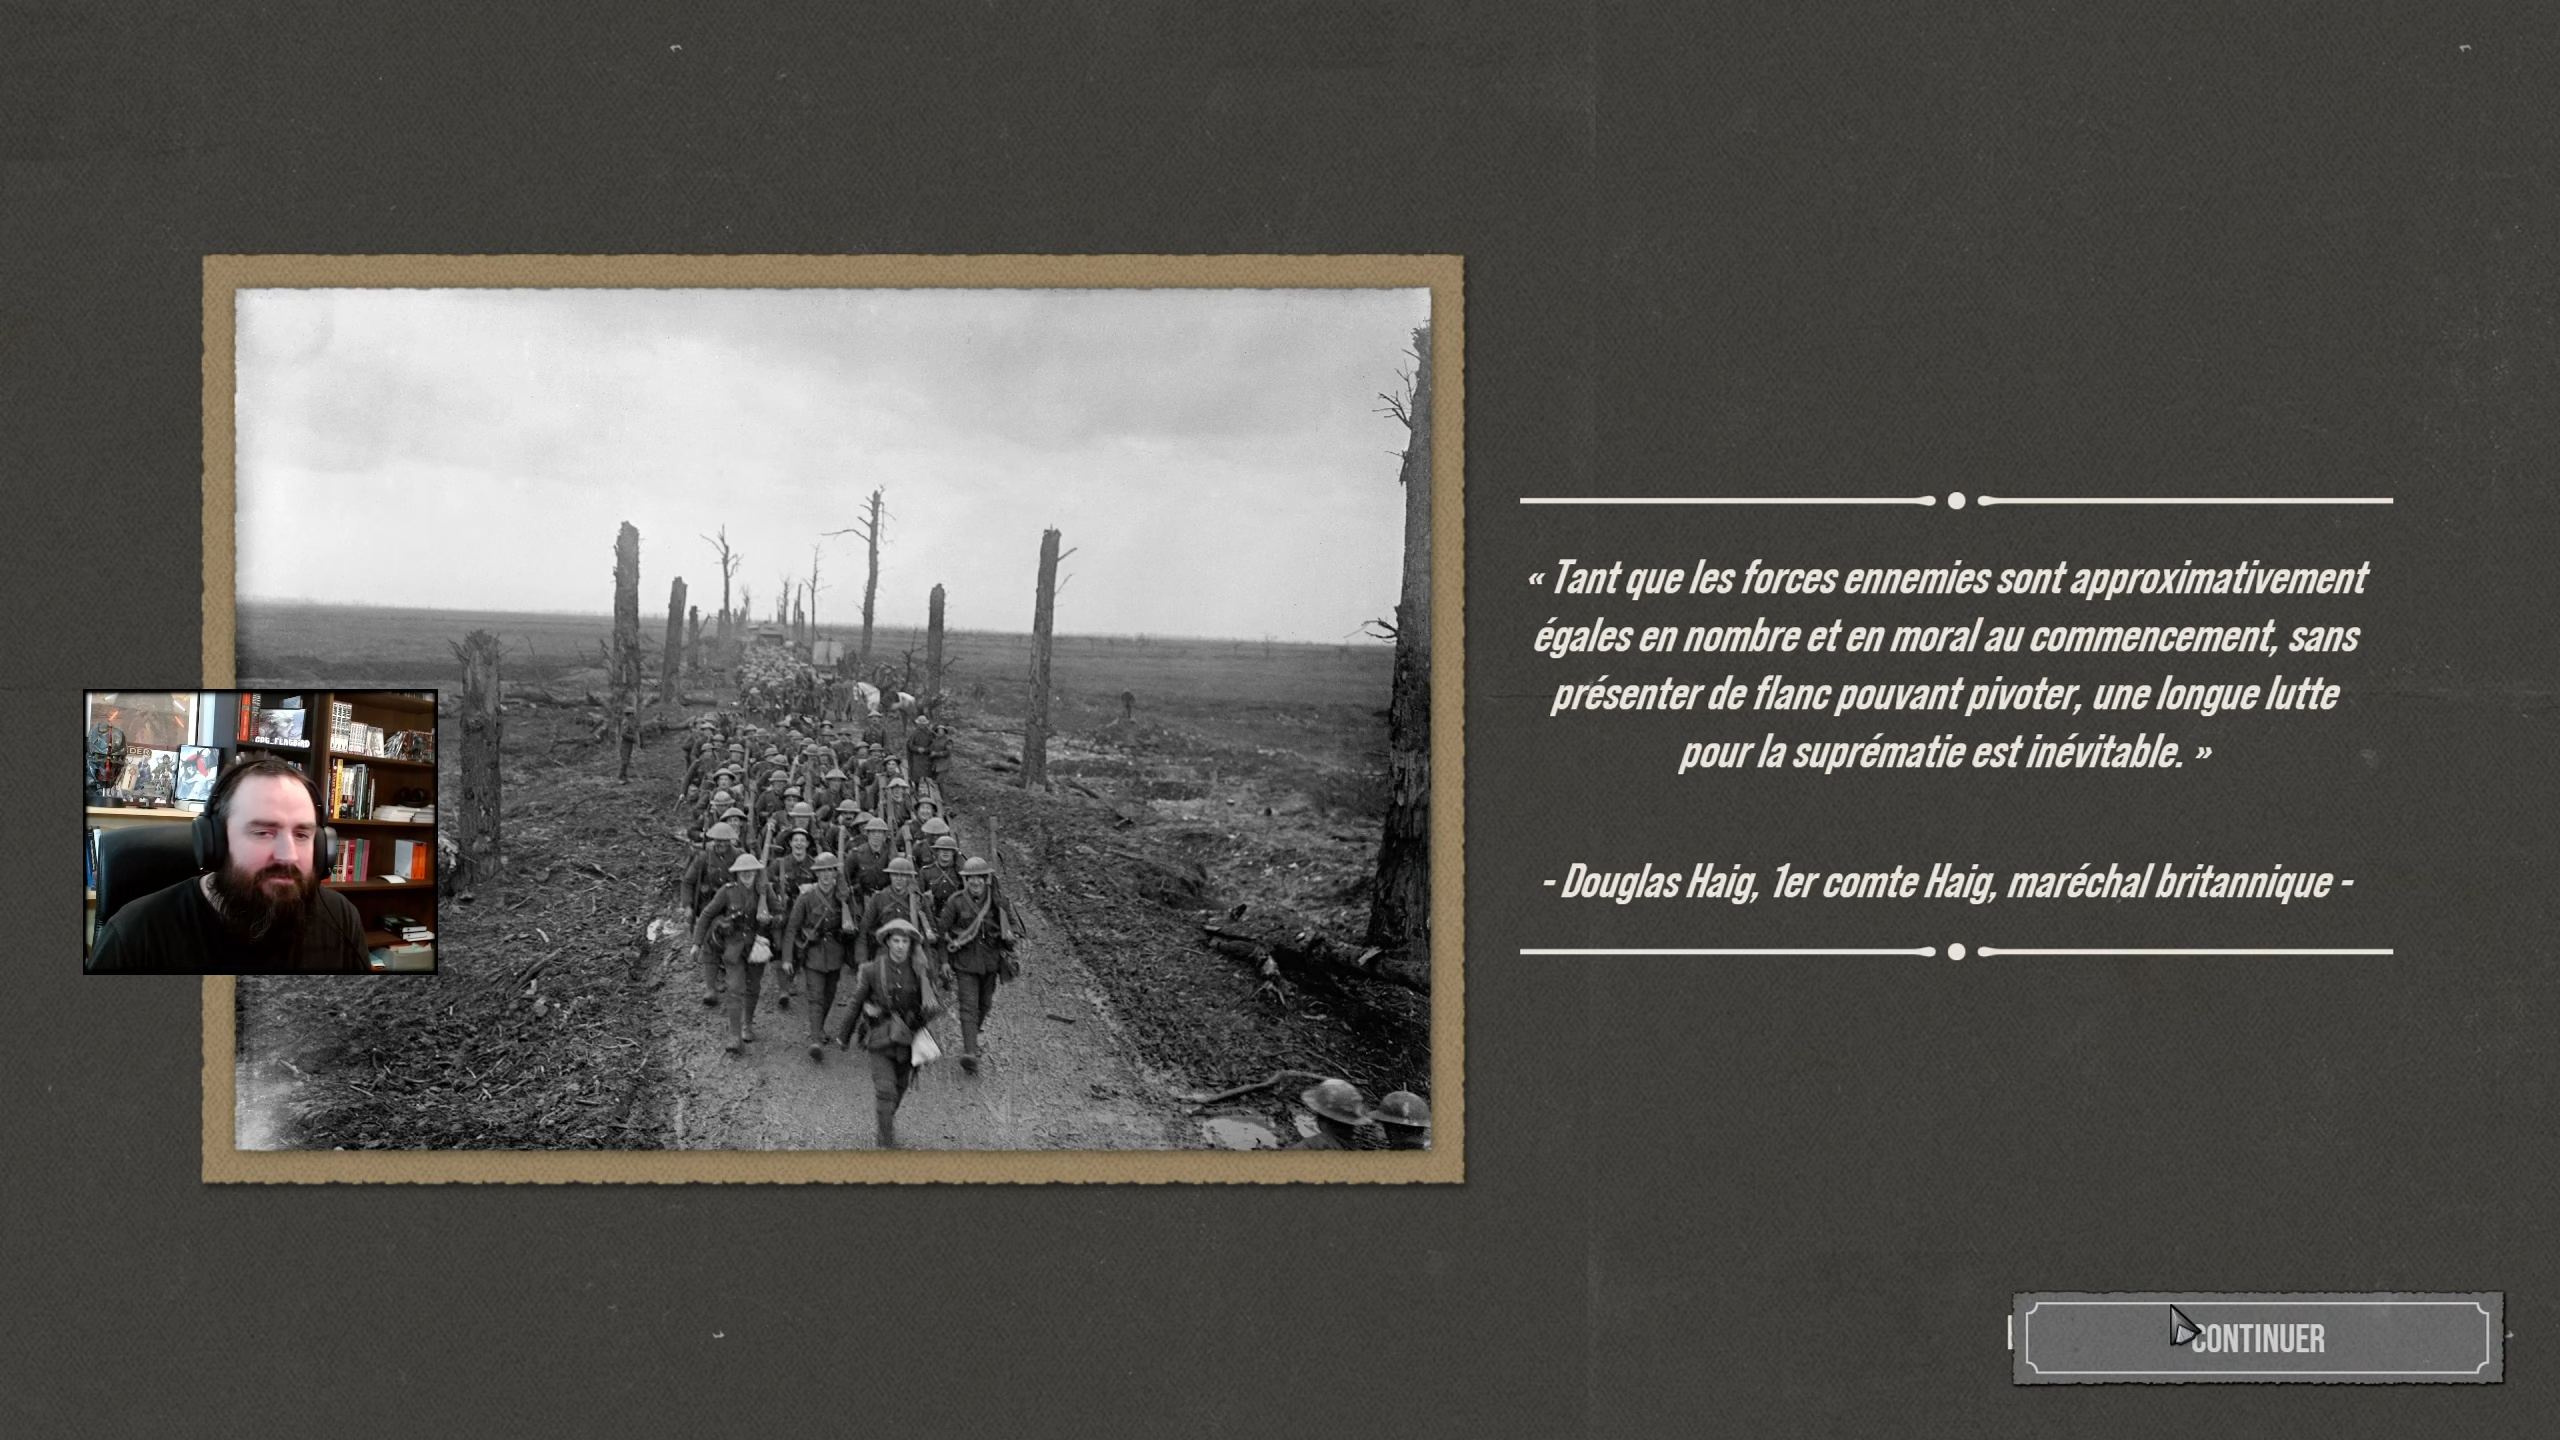 « Tant que les forces ennemies sont approximativement
égales en nombre et en moral au commencement, sans
présenter de flanc pouvant pivoter, une longue lutte
pour la suprématie est inévitable. »
- Douglas Haig, 1er comte Haig, maréchal britannique -
CONTINUER